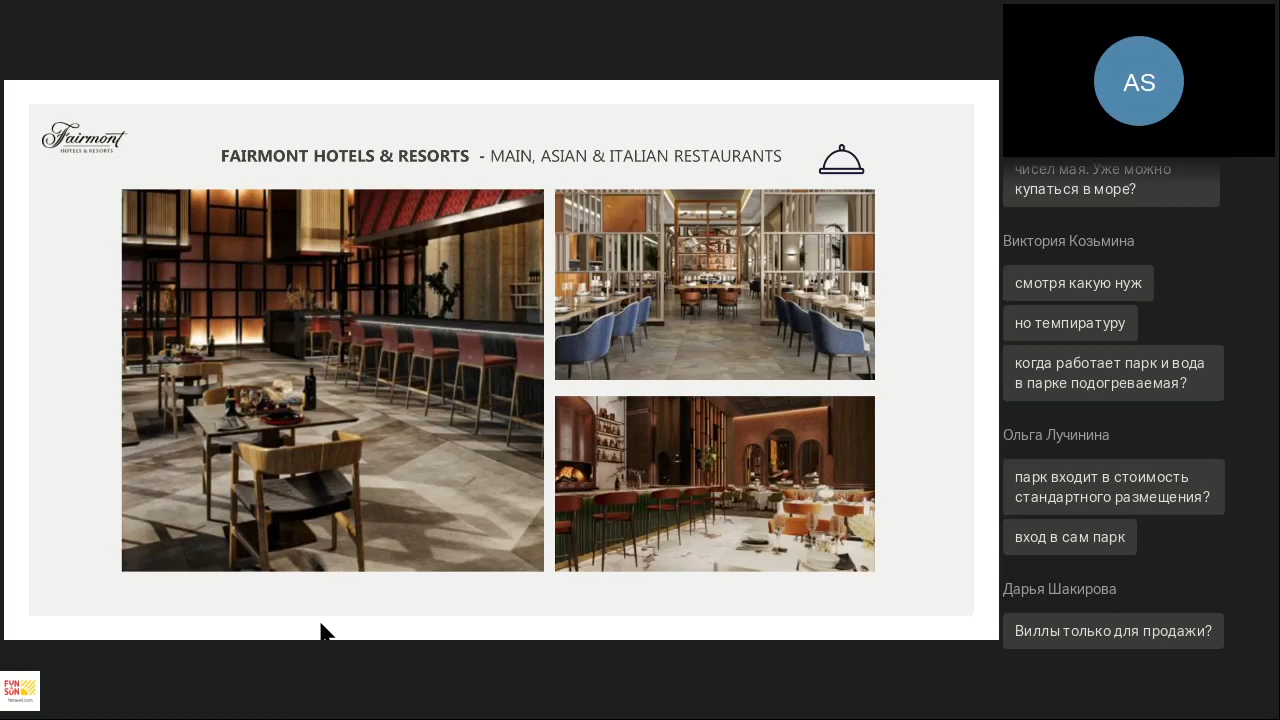 Fairmont
HOTELS & RESORTS
FAIRMONT HOTELS & RESORTS - MAIN, ASIAN & ITALIAN RESTAURANTS
AS
чисел мая. Уже можно
купаться в море?
Виктория Козьмина
смотря какую нуж
но темпиратуру
когда работает парк и вода
в парке подогреваемая?
Ольга Лучинина
парк входит в стоимость
стандартного размещения?
вход в сам парк
Дарья Шакирова
Виллы только для продажи?
FUN
SUN
fstravel.com